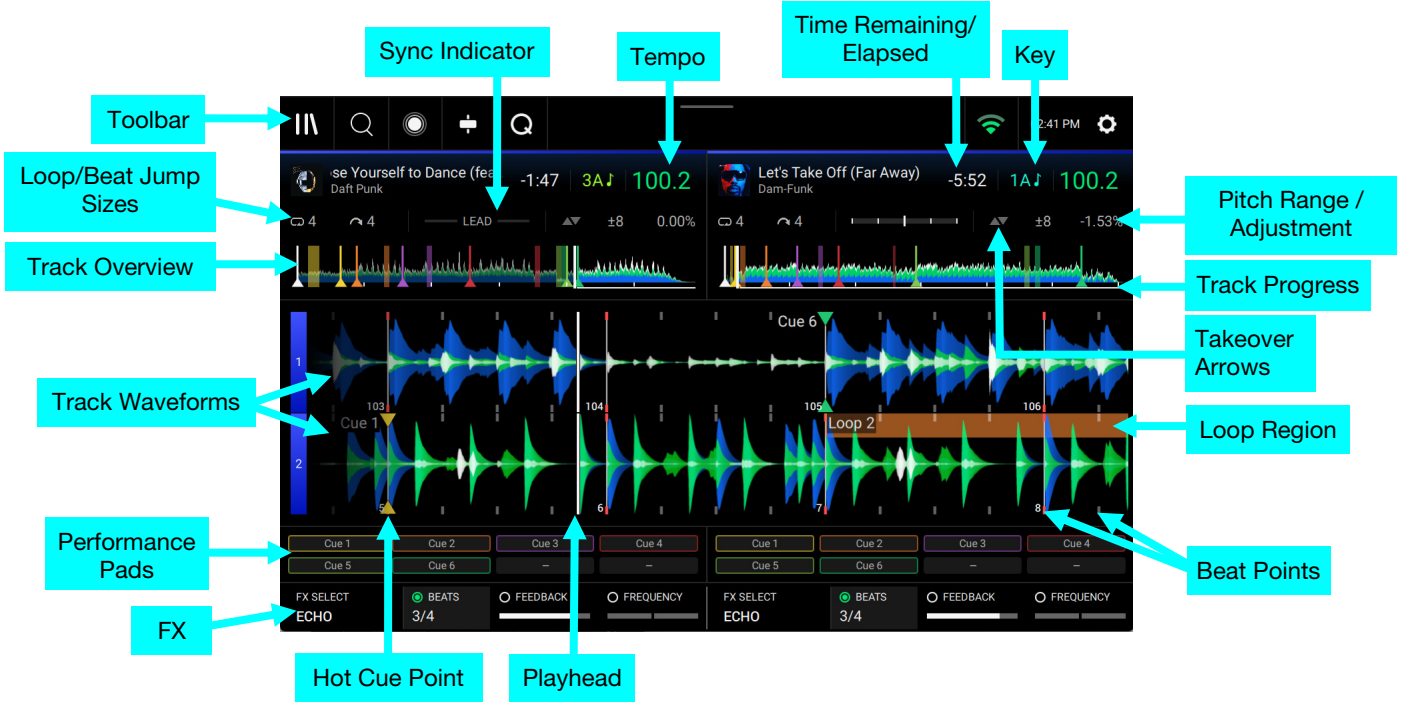 Time Remaining/
Elapsed
Sync Indicator
Tempo
Key
Toolbar
2:41 PM
Loop/Beat Jump
Sizes
ose Yourself to Dance (fea
Daft Punk
-1:47
3A
100.2
Let's Take Off (Far Away)
Dam-Funk
-5:52
1A
100.2
4
4
LEAD
±8
0.00%
4
4
±8
-1.53%
Pitch Range /
Adjustment
Track Overview
Track Progress
Cue 6
1
Takeover
Arrows
Track Waveforms
103
104
105
106
Cue 1
Loop 2
Loop Region
2
5
6
7
8
Performance
Pads
Cue 1
Cue 2
Cue 3
Cue 4
Cue 1
Cue 2
Cue 3
Cue 4
Cue 5
Cue 6
–
–
Cue 5
Cue 6
–
–
Beat Points
FX
FX SELECT
ECHO
BEATS
3/4
FEEDBACK
FREQUENCY
FX SELECT
ECHO
BEATS
3/4
FEEDBACK
FREQUENCY
Hot Cue Point
Playhead